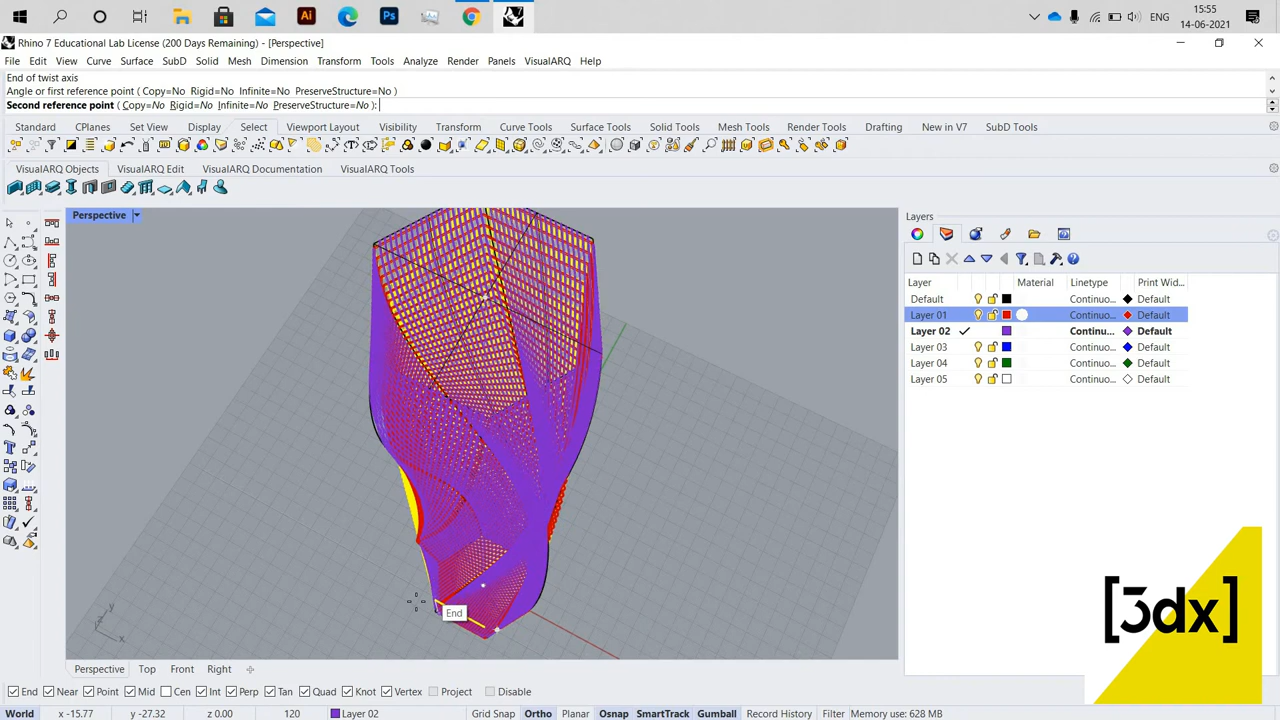 Ai
Ps
ENG
15:55
14-06-2021
Rhino 7 Educational Lab License (200 Days Remaining) - [Perspective]
File Edit View Curve Surface SubD Solid Mesh Dimension Transform Tools Analyze Render Panels VisualARQ Help
End of twist axis
Angle or first reference point ( Copy=No Rigid=No Infinite=No PreserveStructure=No )
Second reference point ( Copy=No Rigid=No Infinite=No PreserveStructure=No ):
Standard CPlanes Set View Display Select Viewport Layout Visibility Transform Curve Tools Surface Tools Solid Tools Mesh Tools Render Tools Drafting New in V7 SubD Tools
VisualARQ Objects VisualARQ Edit VisualARQ Documentation VisualARQ Tools
Perspective
Layers
Layer Material Linetype Print Wid...
Default Continuo... Default
Layer 01 Continuo... Default
Layer 02 Continu... Default
Layer 03 Continuo... Default
Layer 04 Continuo... Default
Layer 05 Continuo... Default
End
y
x
[3dx]
Perspective Top Front Right
End Near Point Mid Cen Int Perp Tan Quad Knot Vertex Project Disable
World x -15.77 y -27.32 z 0.00 120 Layer 02 Grid Snap Ortho Planar Osnap SmartTrack Gumball Record History Filter Memory use: 628 MB